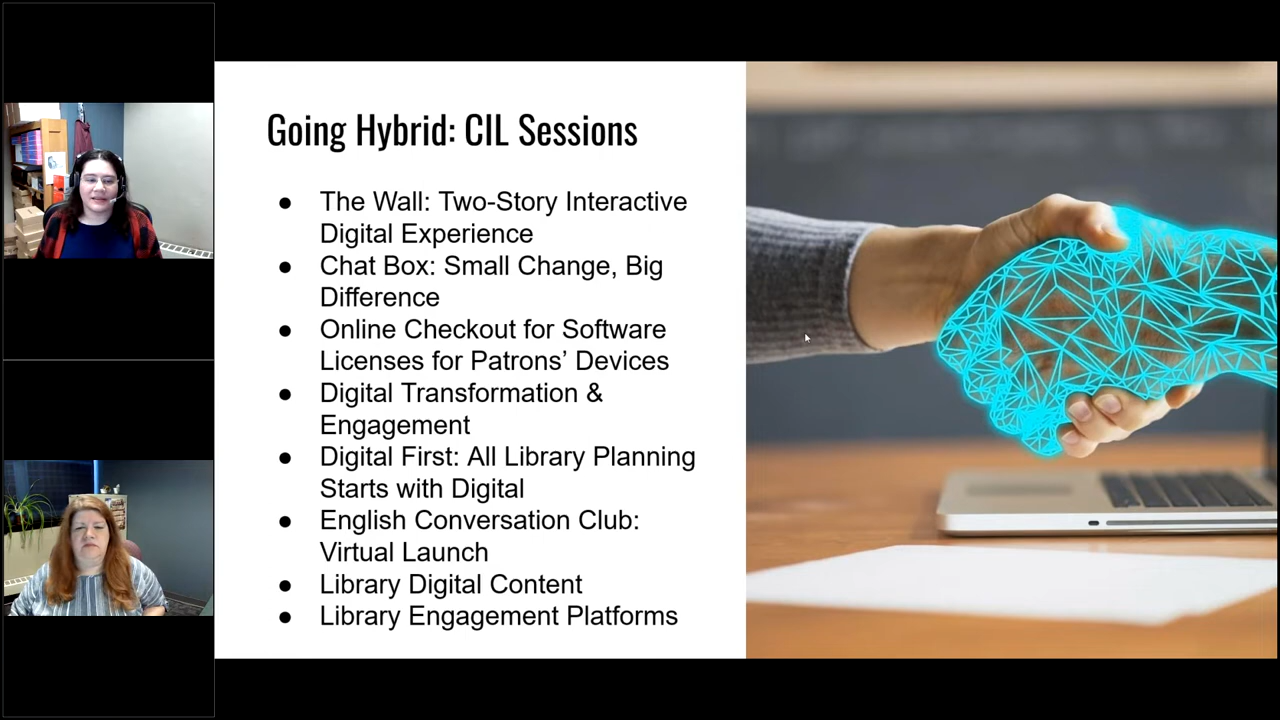 Going Hybrid: CIL Sessions
● The Wall: Two-Story Interactive
Digital Experience
● Chat Box: Small Change, Big
Difference
● Online Checkout for Software
Licenses for Patrons’ Devices
● Digital Transformation &
Engagement
● Digital First: All Library Planning
Starts with Digital
● English Conversation Club:
Virtual Launch
● Library Digital Content
● Library Engagement Platforms